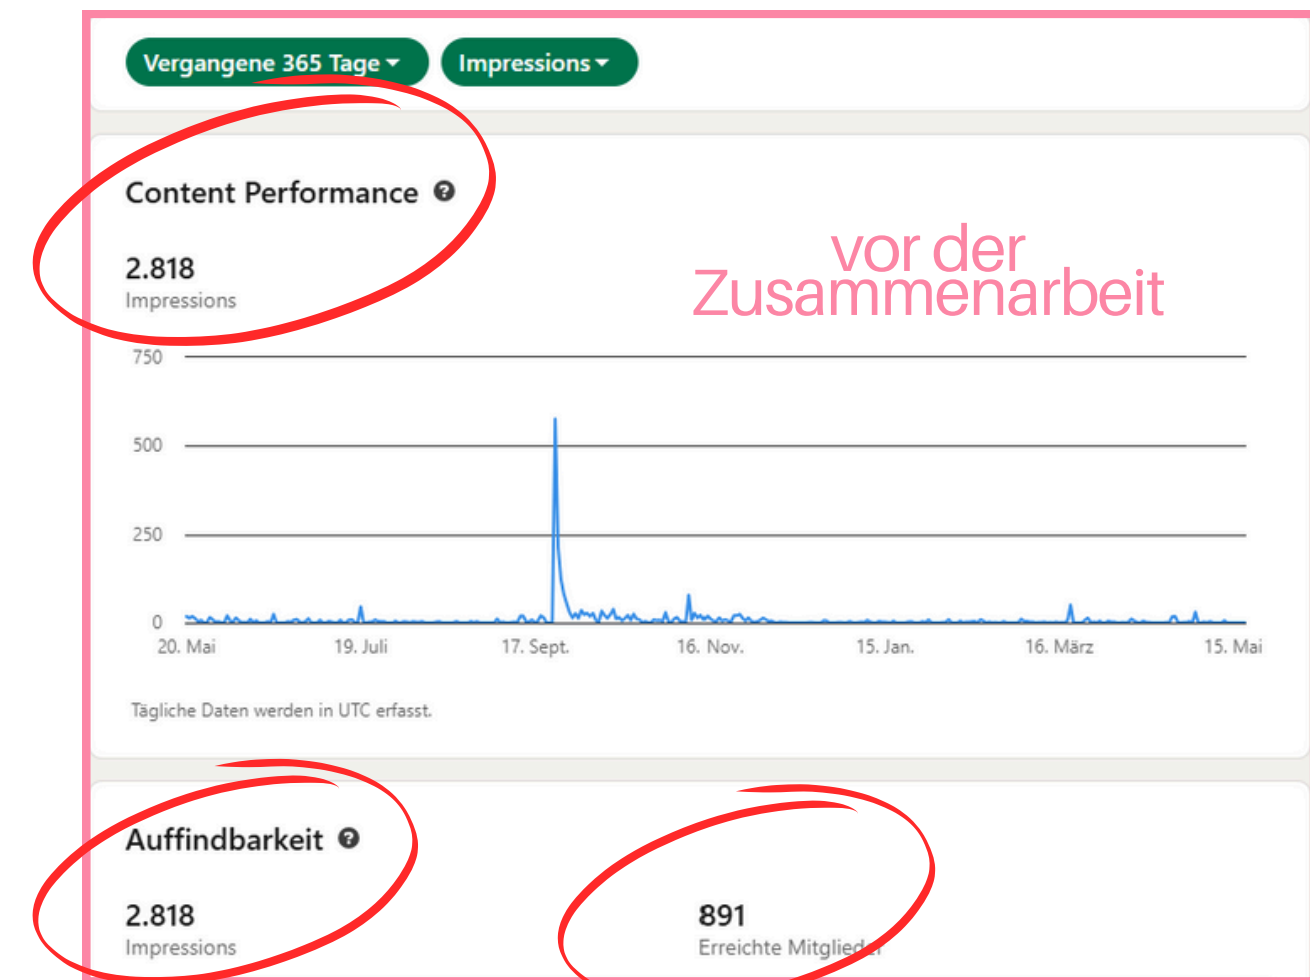 Vergangene 365 Tage
Impressions
Content Performance
2.818
Impressions
vor der
Zusammenarbeit
750
500
250
0
20. Mai
19. Juli
17. Sept.
16. Nov.
15. Jan.
16. März
15. Mai
Tägliche Daten werden in UTC erfasst.
Auffindbarkeit
2.818
Impressions
891
Erreichte Mitglieder